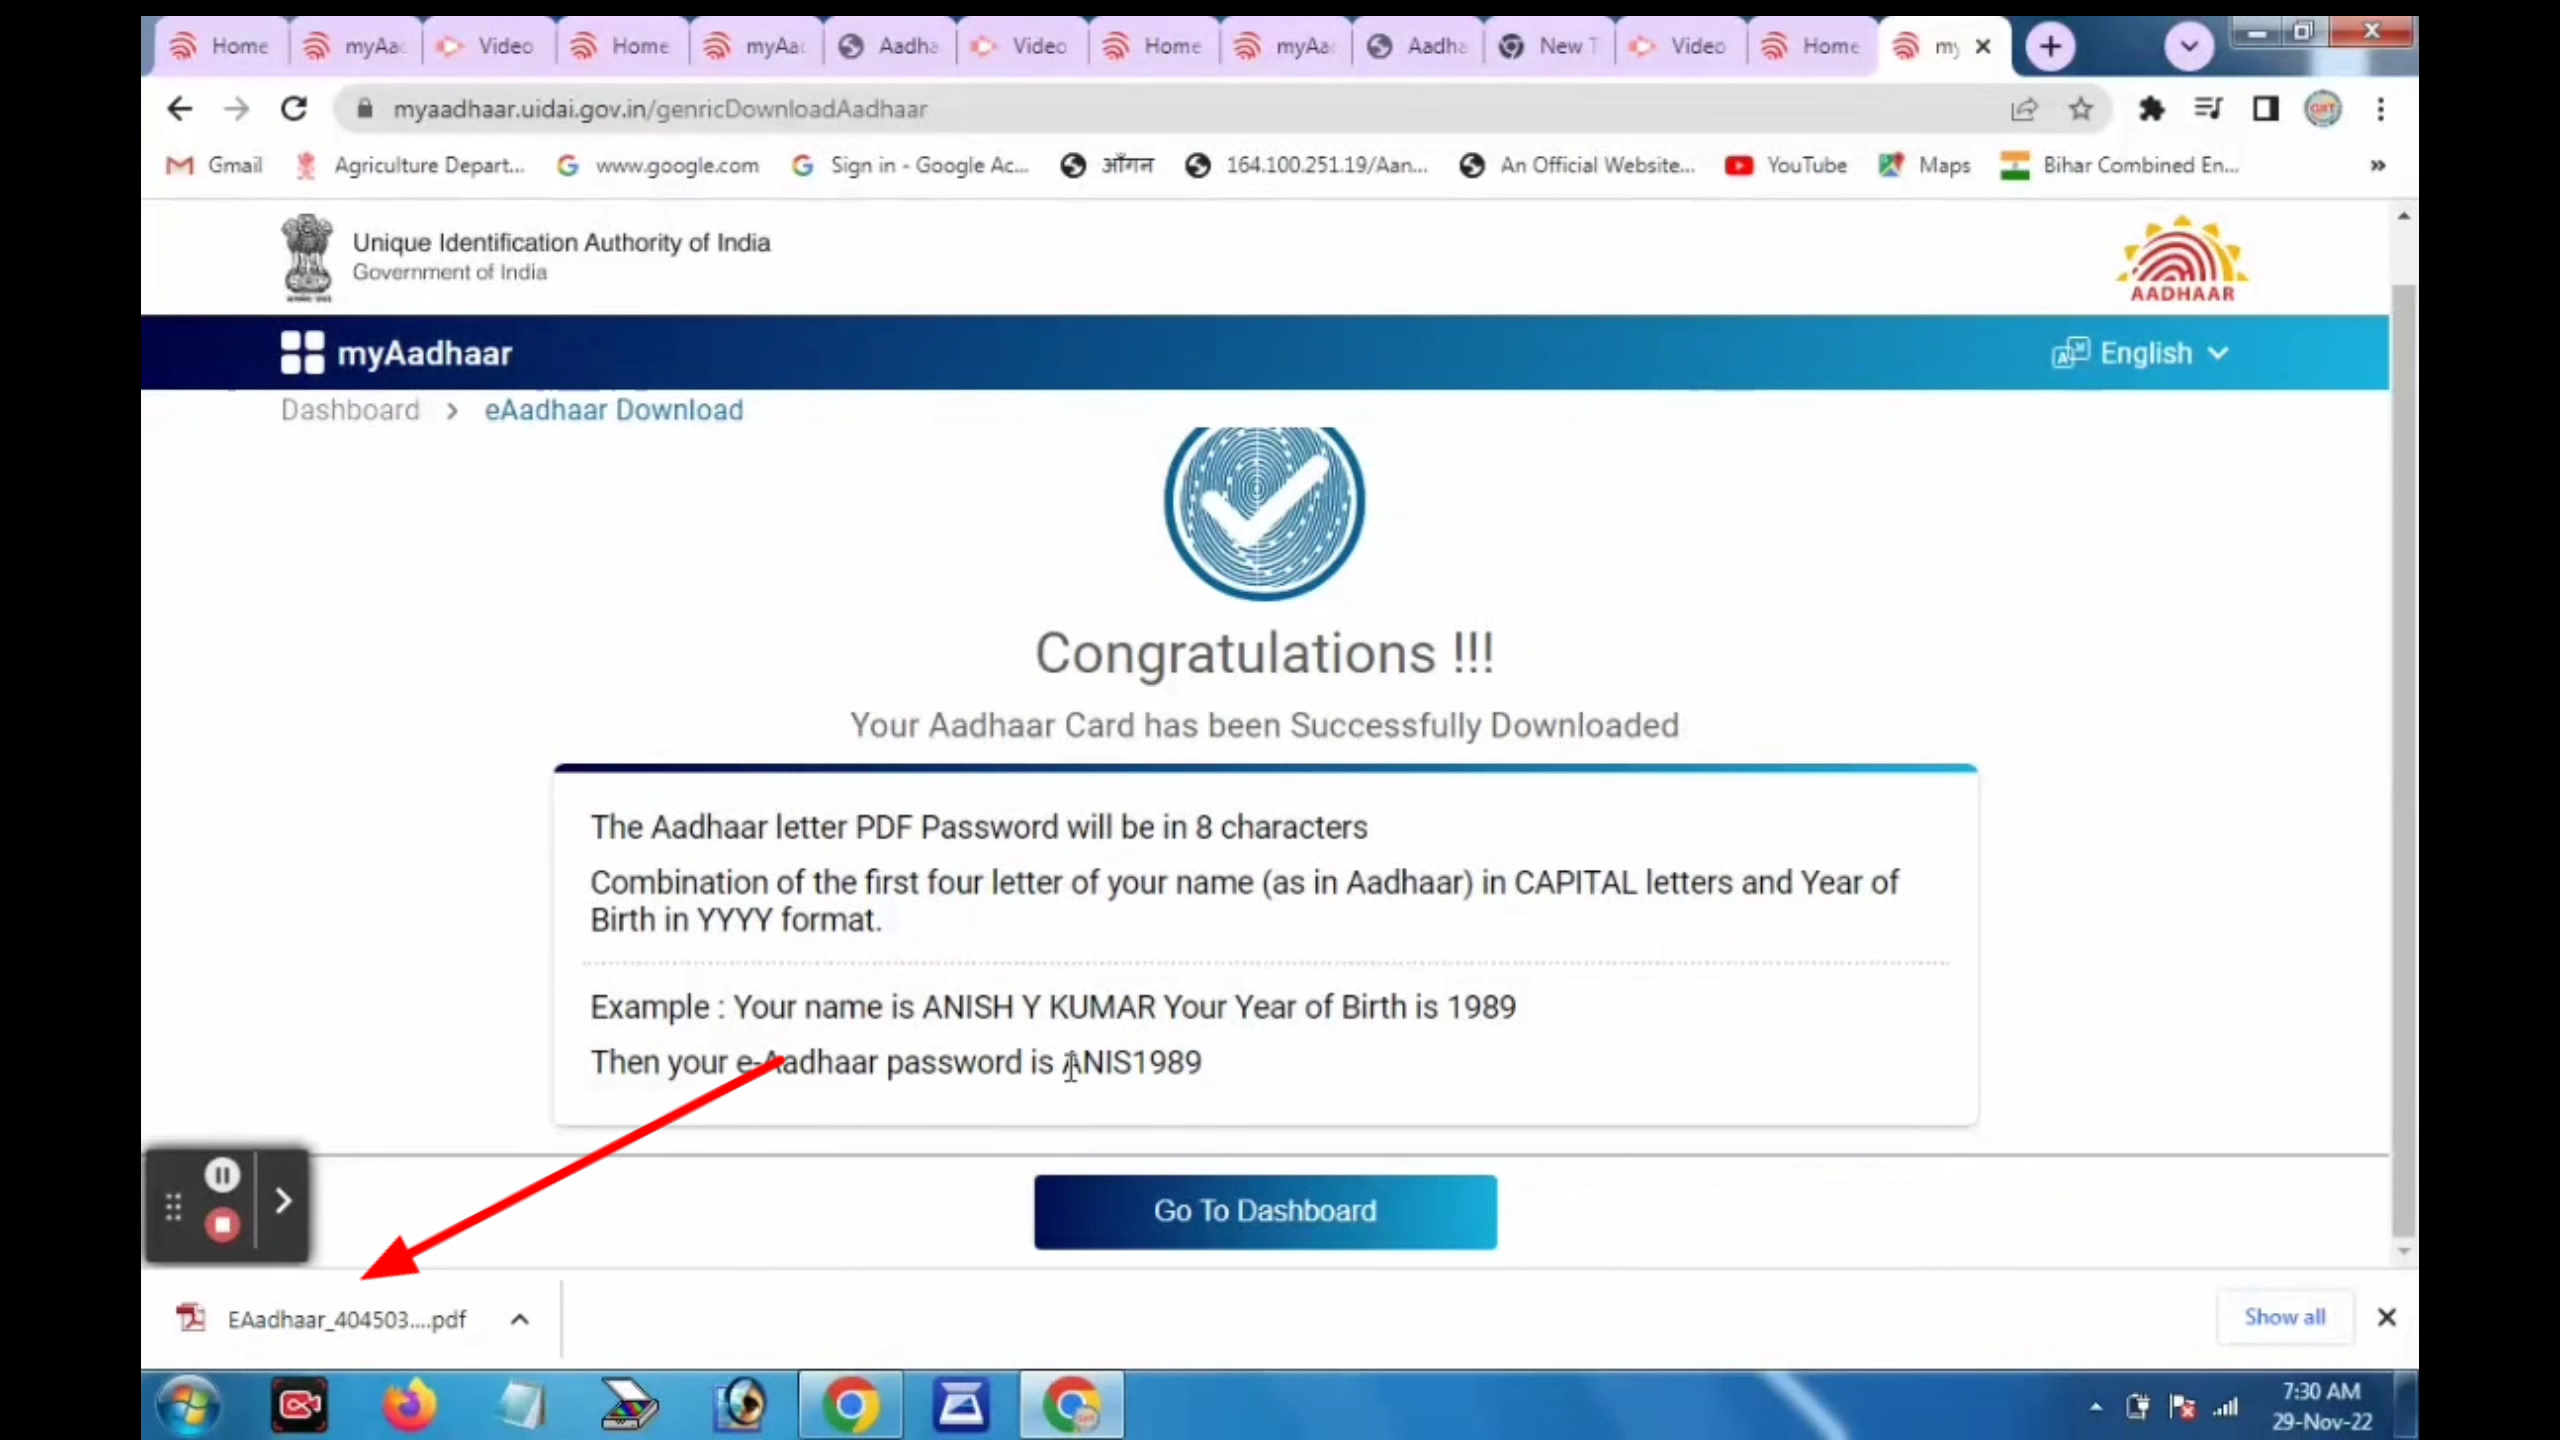 Home myAac Video Home myAac Aadha Video Home myAac Aadha New T Video Home my
myaadhaar.uidai.gov.in/genricDownloadAadhaar
Gmail Agriculture Depart... www.google.com Sign in - Google Ac... आँगन 164.100.251.19/Aan... An Official Website... YouTube Maps Bihar Combined En... »
Unique Identification Authority of India
Government of India
AADHAAR
myAadhaar
English
Dashboard > eAadhaar Download
Congratulations !!!
Your Aadhaar Card has been Successfully Downloaded
The Aadhaar letter PDF Password will be in 8 characters
Combination of the first four letter of your name (as in Aadhaar) in CAPITAL letters and Year of
Birth in YYYY format.
Example : Your name is ANISH Y KUMAR Your Year of Birth is 1989
Then your e-Aadhaar password is ANIS1989
Go To Dashboard
EAadhaar_404503....pdf
Show all
7:30 AM
29-Nov-22